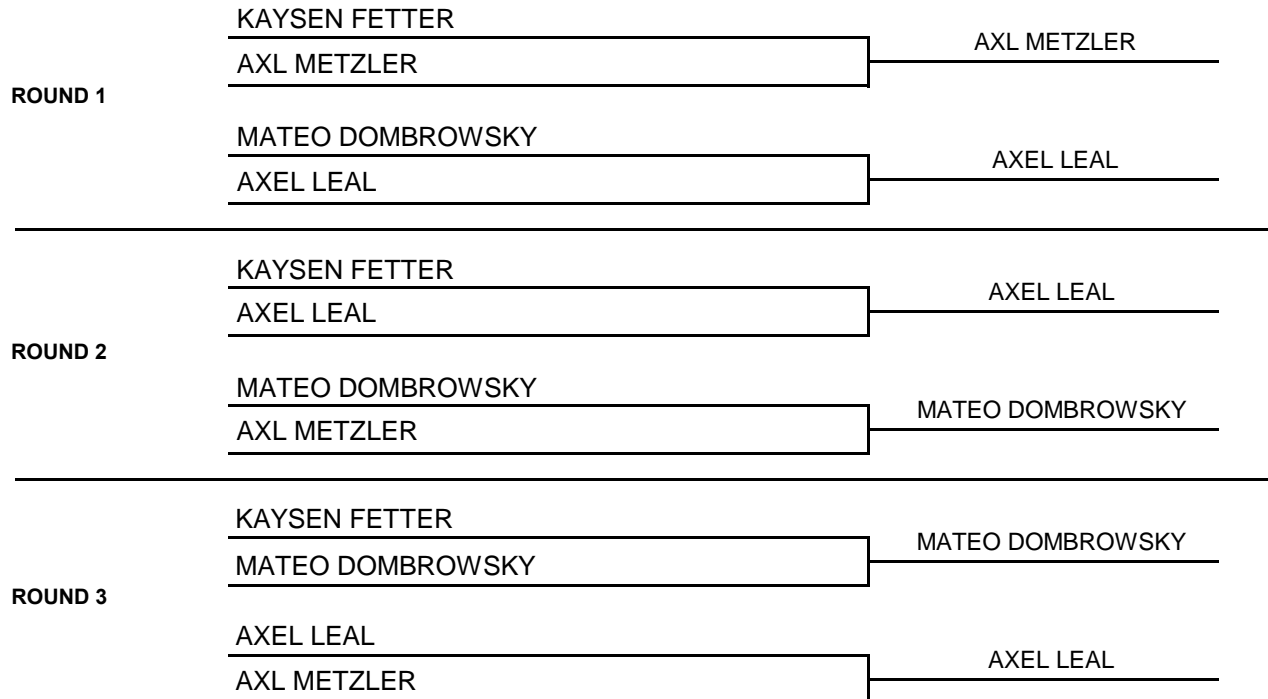 KAYSEN FETTER
AXL METZLER
AXL METZLER
ROUND 1
MATEO DOMBROWSKY
AXEL LEAL
AXEL LEAL
KAYSEN FETTER
AXEL LEAL
AXEL LEAL
ROUND 2
MATEO DOMBROWSKY
MATEO DOMBROWSKY
AXL METZLER
KAYSEN FETTER
MATEO DOMBROWSKY
MATEO DOMBROWSKY
ROUND 3
AXEL LEAL
AXEL LEAL
AXL METZLER